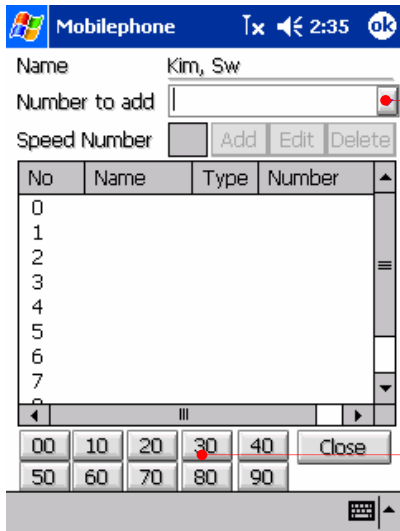 Mobilephone 2:35 ok
Name Kim, Sw
Number to add
Speed Number Add Edit Delete
No Name Type Number
0
1
2
3
4
5
6
7
00 10 20 30 40 Close
50 60 70 80 90